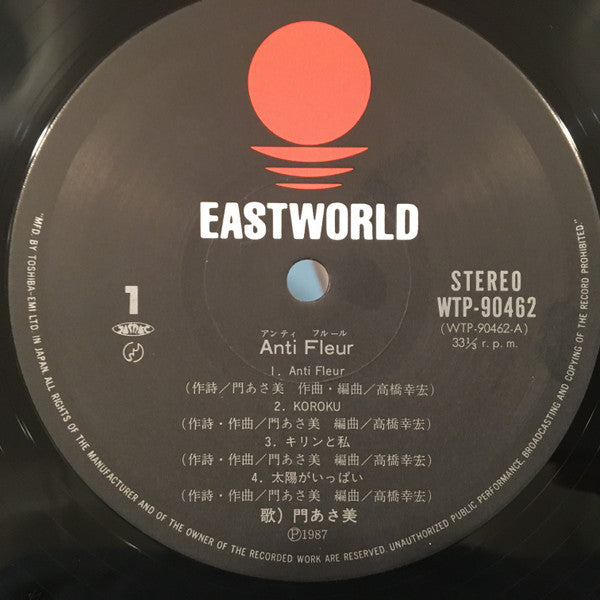 EASTWORLD
1
STEREO
WTP-90462
(WTP-90462-A)
33⅓ r.p.m.
アンティ フルール
Anti Fleur
1. Anti Fleur
(作詩／門あさ美 作曲・編曲／高橋幸宏)
2. KOROKU
(作詩・作曲／門あさ美 編曲／高橋幸宏)
3. キリンと私
(作詩・作曲／門あさ美 編曲／高橋幸宏)
4. 太陽がいっぱい
(作詩・作曲／門あさ美 編曲／高橋幸宏)
歌) 門あさ美
Ⓟ1987
"MFD. BY TOSHIBA-EMI LTD. IN JAPAN. ALL RIGHTS OF THE MANUFACTURER AND OF THE OWNER OF THE RECORDED WORK ARE RESERVED. UNAUTHORIZED PUBLIC PERFORMANCE, BROADCASTING AND COPYING OF THE RECORD PROHIBITED."